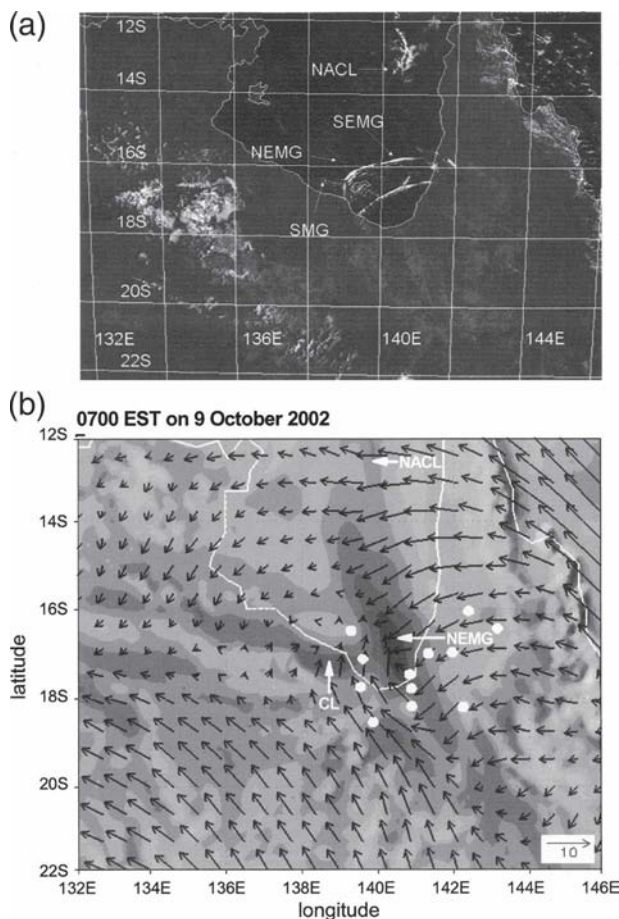 (a)
12S
NACL
14S
SEMG
16S
NEMG
SMG
18S
20S
132E 136E 140E 144E
22S
(b)
0700 EST on 9 October 2002
12S
NACL
14S
16S
NEMG
CL
18S
20S
22S
10
132E 134E 136E 138E 140E 142E 144E 146E
latitude
longitude